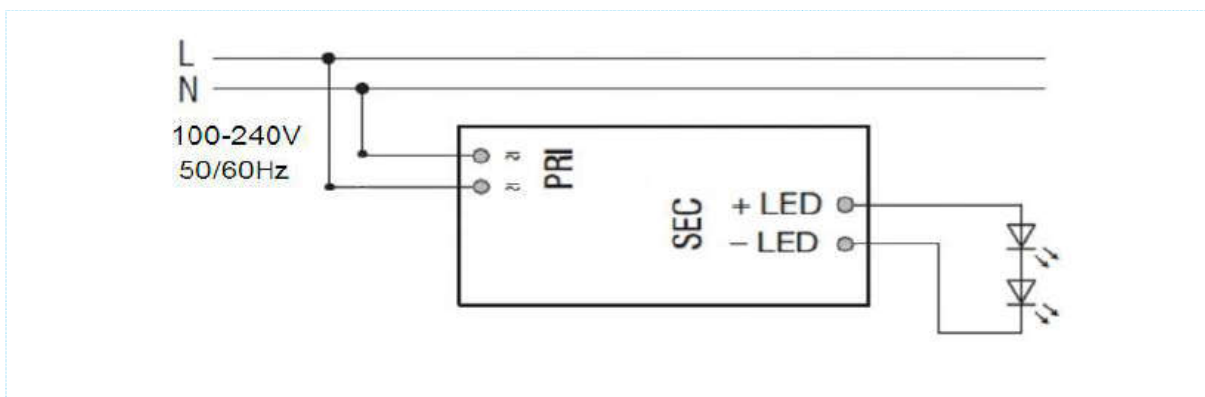 L
N
100-240V
50/60Hz
≈
≈
PRI
SEC
+ LED
– LED